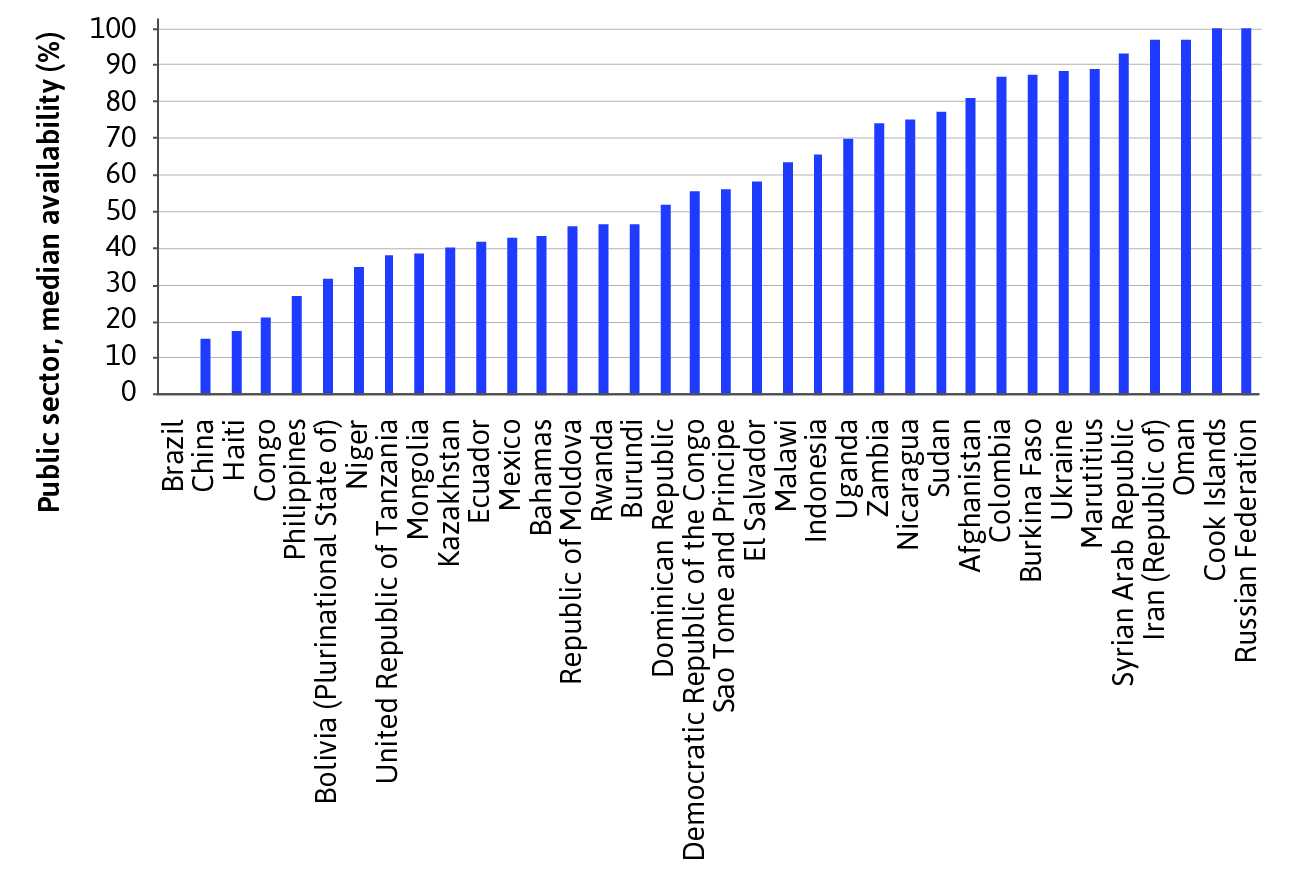 Public sector, median availability (%)
100
90
80
70
60
50
40
30
20
10
0
Brazil
China
Haiti
Congo
Philippines
Bolivia (Plurinational State of)
Niger
United Republic of Tanzania
Mongolia
Kazakhstan
Ecuador
Mexico
Bahamas
Republic of Moldova
Rwanda
Burundi
Dominican Republic
Democratic Republic of the Congo
Sao Tome and Principe
El Salvador
Malawi
Indonesia
Uganda
Zambia
Nicaragua
Sudan
Afghanistan
Colombia
Burkina Faso
Ukraine
Marutitius
Syrian Arab Republic
Iran (Republic of)
Oman
Cook Islands
Russian Federation